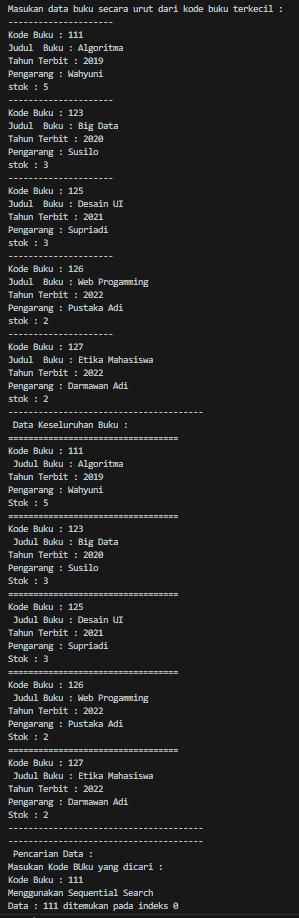 Masukan data buku secara urut dari kode buku terkecil :
---------------------
Kode Buku : 111
Judul  Buku : Algoritma
Tahun Terbit : 2019
Pengarang : Wahyuni
stok : 5
---------------------
Kode Buku : 123
Judul  Buku : Big Data
Tahun Terbit : 2020
Pengarang : Susilo
stok : 3
---------------------
Kode Buku : 125
Judul  Buku : Desain UI
Tahun Terbit : 2021
Pengarang : Supriadi
stok : 3
---------------------
Kode Buku : 126
Judul  Buku : Web Progamming
Tahun Terbit : 2022
Pengarang : Pustaka Adi
stok : 2
---------------------
Kode Buku : 127
Judul  Buku : Etika Mahasiswa
Tahun Terbit : 2022
Pengarang : Darmawan Adi
stok : 2
---------------------------------------
 Data Keseluruhan Buku :
==================================
Kode Buku : 111
 Judul Buku : Algoritma
Tahun Terbit : 2019
Pengarang : Wahyuni
Stok : 5
==================================
Kode Buku : 123
 Judul Buku : Big Data
Tahun Terbit : 2020
Pengarang : Susilo
Stok : 3
==================================
Kode Buku : 125
 Judul Buku : Desain UI
Tahun Terbit : 2021
Pengarang : Supriadi
Stok : 3
==================================
Kode Buku : 126
 Judul Buku : Web Progamming
Tahun Terbit : 2022
Pengarang : Pustaka Adi
Stok : 2
==================================
Kode Buku : 127
 Judul Buku : Etika Mahasiswa
Tahun Terbit : 2022
Pengarang : Darmawan Adi
Stok : 2
---------------------------------------
---------------------------------------
 Pencarian Data :
Masukan Kode BUku yang dicari :
Kode Buku : 111
Menggunakan Sequential Search
Data : 111 ditemukan pada indeks 0